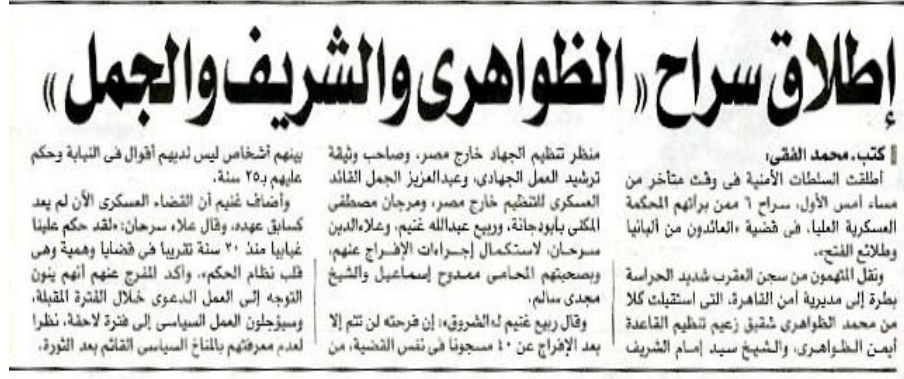 إطلاق سراح «الظواهرى والشريف والجمل»
كتب ـ محمد الفقى:
أطلقت السلطات الأمنية فى وقت متأخر من
مساء أمس الأول، سراح ٦ ممن برأتهم المحكمة
العسكرية العليا، فى قضية «العائدون من ألبانيا
وطلائع الفتح».
ونقل المتهمون من سجن العقرب شديد الحراسة
بطرة إلى مديرية أمن القاهرة، التى استقبلت كلا
من محمد الظواهرى شقيق زعيم تنظيم القاعدة
أيمن الظواهرى، والشيخ سيد إمام الشريف
منظر تنظيم الجهاد خارج مصر، وصاحب وثيقة
ترشيد العمل الجهادى، وعبدالعزيز الجمل القائد
العسكرى للتنظيم خارج مصر، ومرجان مصطفى
المكنى بأبودجانة، وربيع عبدالله غنيم، وعلاءالدين
سرحان، لاستكمال إجراءات الإفراج عنهم،
وبصحبتهم المحامى ممدوح إسماعيل والشيخ
مجدى سالم.
وقال ربيع غنيم لـ«الشروق»: إن فرحته لن تتم إلا
بعد الإفراج عن ٤٠ مسجونا فى نفس القضية، من
بينهم أشخاص ليس لديهم أقوال فى النيابة وحكم
عليهم بـ٢٥ سنة.
وأضاف غنيم أن القضاء العسكرى الآن لم يعد
كسابق عهده، وقال علاء سرحان: «لقد حكم علينا
غيابيا منذ ٢٠ سنة تقريبا فى قضايا وهمية وهى
قلب نظام الحكم»، وأكد المفرج عنهم أنهم ينون
التوجه إلى العمل الدعوى خلال الفترة المقبلة،
وسيؤجلون العمل السياسى إلى فترة لاحقة، نظرا
لعدم معرفتهم بالمناخ السياسى القائم بعد الثورة.